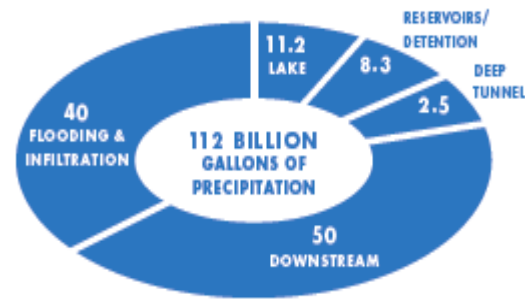 RESERVOIRS/
DETENTION
11.2
LAKE
8.3
DEEP
TUNNEL
2.5
40
FLOODING &
INFILTRATION
112 BILLION
GALLONS OF
PRECIPITATION
50
DOWNSTREAM